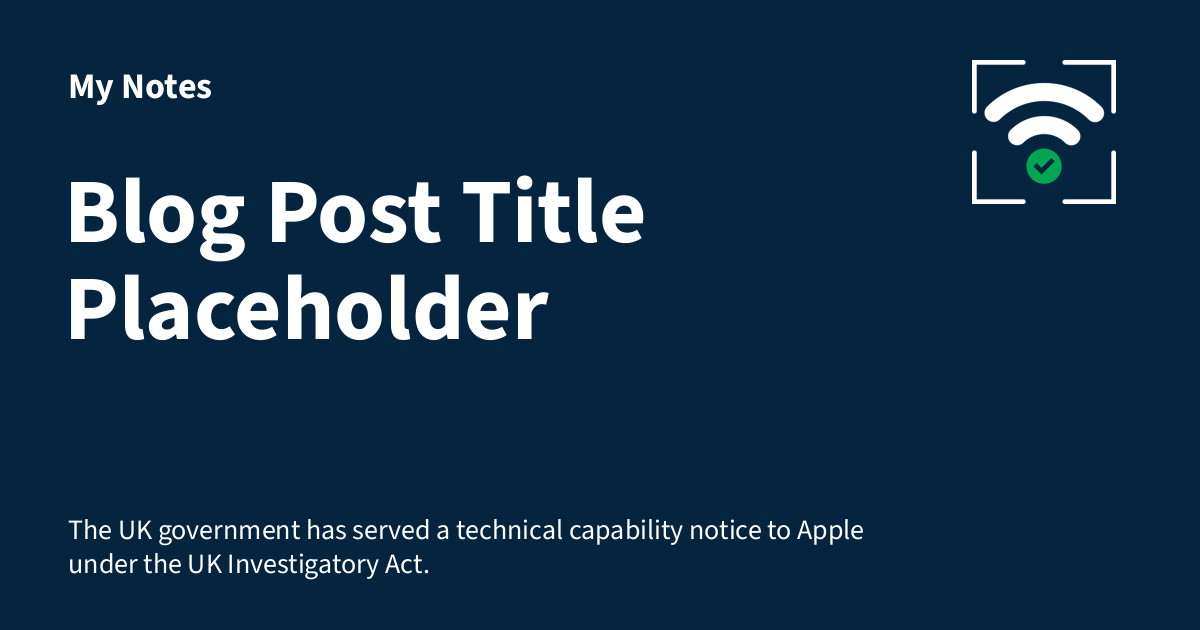 My Notes
Blog Post Title
Placeholder
The UK government has served a technical capability notice to Apple
under the UK Investigatory Act.